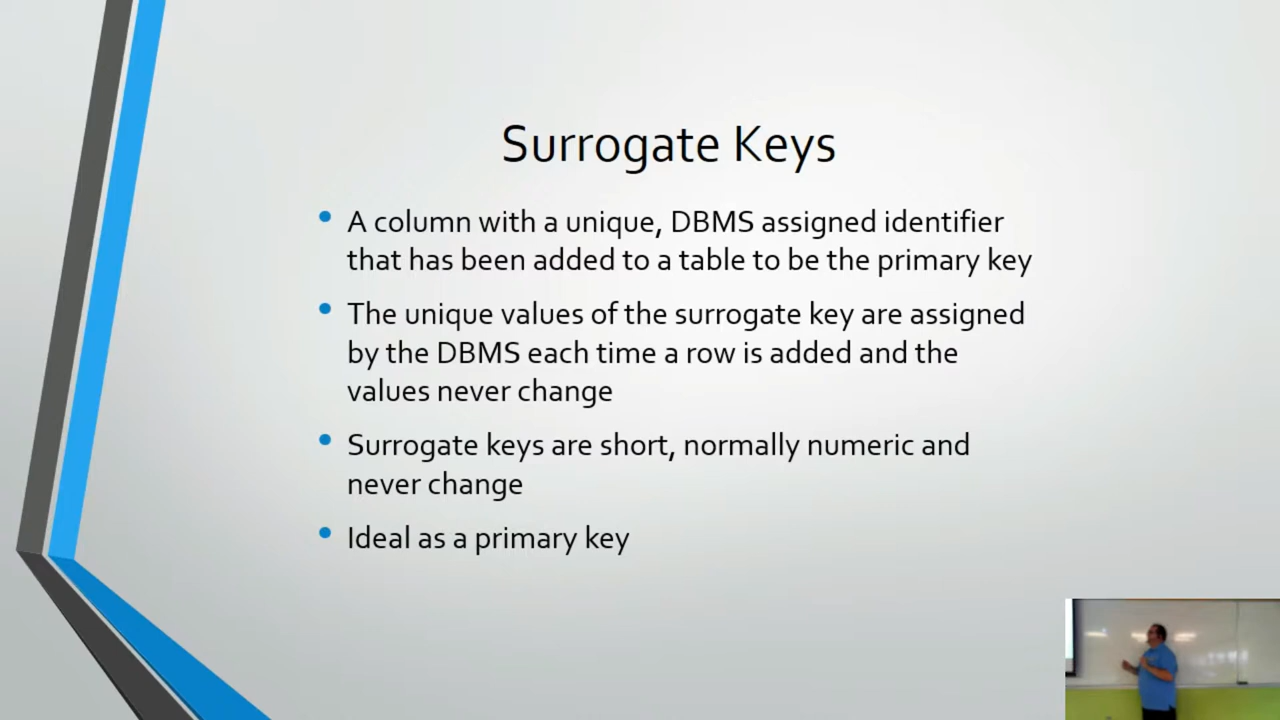 Surrogate Keys
• A column with a unique, DBMS assigned identifier
that has been added to a table to be the primary key
• The unique values of the surrogate key are assigned
by the DBMS each time a row is added and the
values never change
• Surrogate keys are short, normally numeric and
never change
• Ideal as a primary key